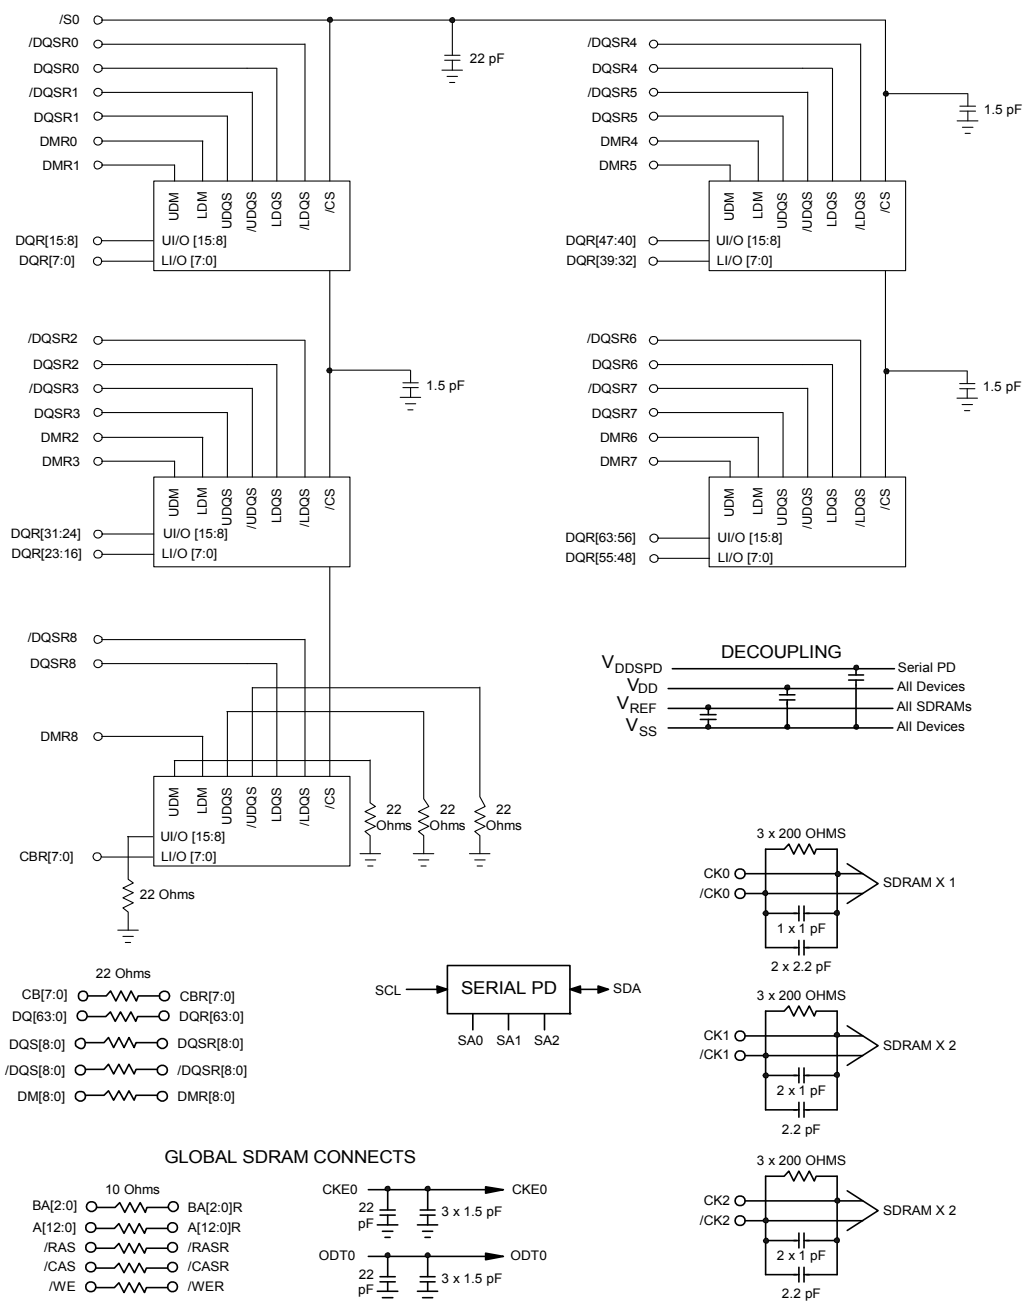 /S0
/DQSR0
DQSR0
/DQSR1
DQSR1
DMR0
DMR1
UDM
LDM
UDQS
/UDQS
LDQS
/LDQS
/CS
DQR[15:8]
UI/O [15:8]
DQR[7:0]
LI/O [7:0]
22 pF
/DQSR4
DQSR4
/DQSR5
DQSR5
DMR4
DMR5
1.5 pF
UDM
LDM
UDQS
/UDQS
LDQS
/LDQS
/CS
DQR[47:40]
UI/O [15:8]
DQR[39:32]
LI/O [7:0]
/DQSR2
DQSR2
/DQSR3
DQSR3
DMR2
DMR3
1.5 pF
UDM
LDM
UDQS
/UDQS
LDQS
/LDQS
/CS
DQR[31:24]
UI/O [15:8]
DQR[23:16]
LI/O [7:0]
/DQSR6
DQSR6
/DQSR7
DQSR7
DMR6
DMR7
1.5 pF
UDM
LDM
UDQS
/UDQS
LDQS
/LDQS
/CS
DQR[63:56]
UI/O [15:8]
DQR[55:48]
LI/O [7:0]
/DQSR8
DQSR8
DMR8
UDM
LDM
UDQS
/UDQS
LDQS
/LDQS
/CS
UI/O [15:8]
CBR[7:0]
LI/O [7:0]
22 Ohms
22
Ohms
22
Ohms
22
Ohms
DECOUPLING
VDDSPD
Serial PD
VDD
All Devices
VREF
All SDRAMs
VSS
All Devices
3 x 200 OHMS
CK0
/CK0
SDRAM X 1
1 x 1 pF
2 x 2.2 pF
3 x 200 OHMS
CK1
/CK1
SDRAM X 2
2 x 1 pF
2.2 pF
3 x 200 OHMS
CK2
/CK2
SDRAM X 2
2 x 1 pF
2.2 pF
SCL
SERIAL PD
SDA
SA0 SA1 SA2
22 Ohms
CB[7:0] CBR[7:0]
DQ[63:0] DQR[63:0]
DQS[8:0] DQSR[8:0]
/DQS[8:0] /DQSR[8:0]
DM[8:0] DMR[8:0]
GLOBAL SDRAM CONNECTS
10 Ohms
BA[2:0] BA[2:0]R
A[12:0] A[12:0]R
/RAS /RASR
/CAS /CASR
/WE /WER
CKE0 CKE0
22
pF
3 x 1.5 pF
ODT0 ODT0
22
pF
3 x 1.5 pF